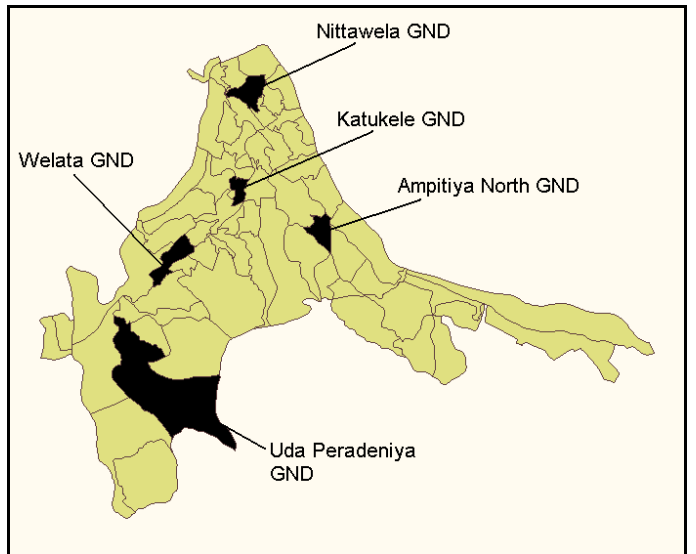 Nittawela GND
Katukele GND
Welata GND
Ampitiya North GND
Uda Peradeniya
GND